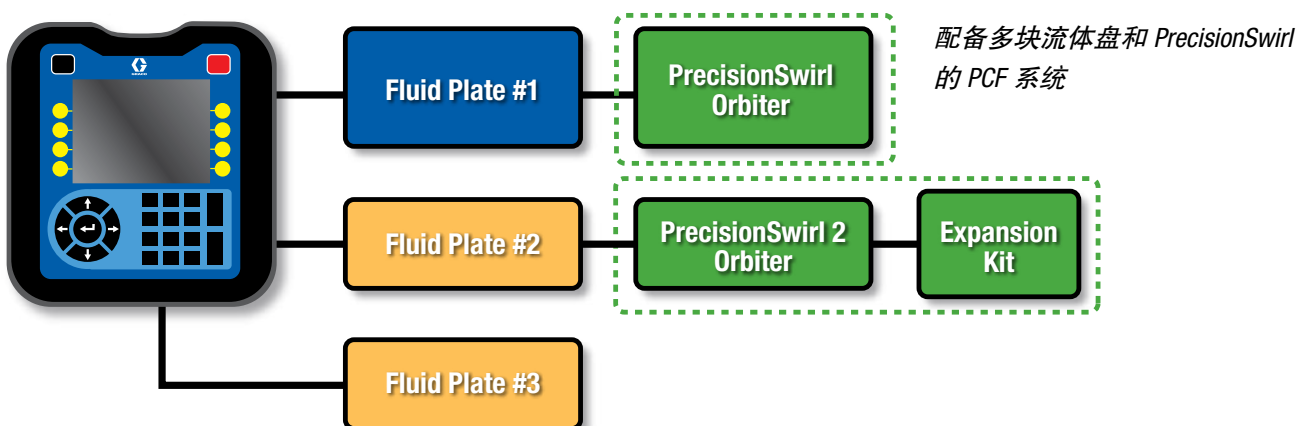 配备多块流体盘和 PrecisionSwirl
的 PCF 系统
Fluid Plate #1
PrecisionSwirl
Orbiter
Fluid Plate #2
PrecisionSwirl 2
Orbiter
Expansion
Kit
Fluid Plate #3